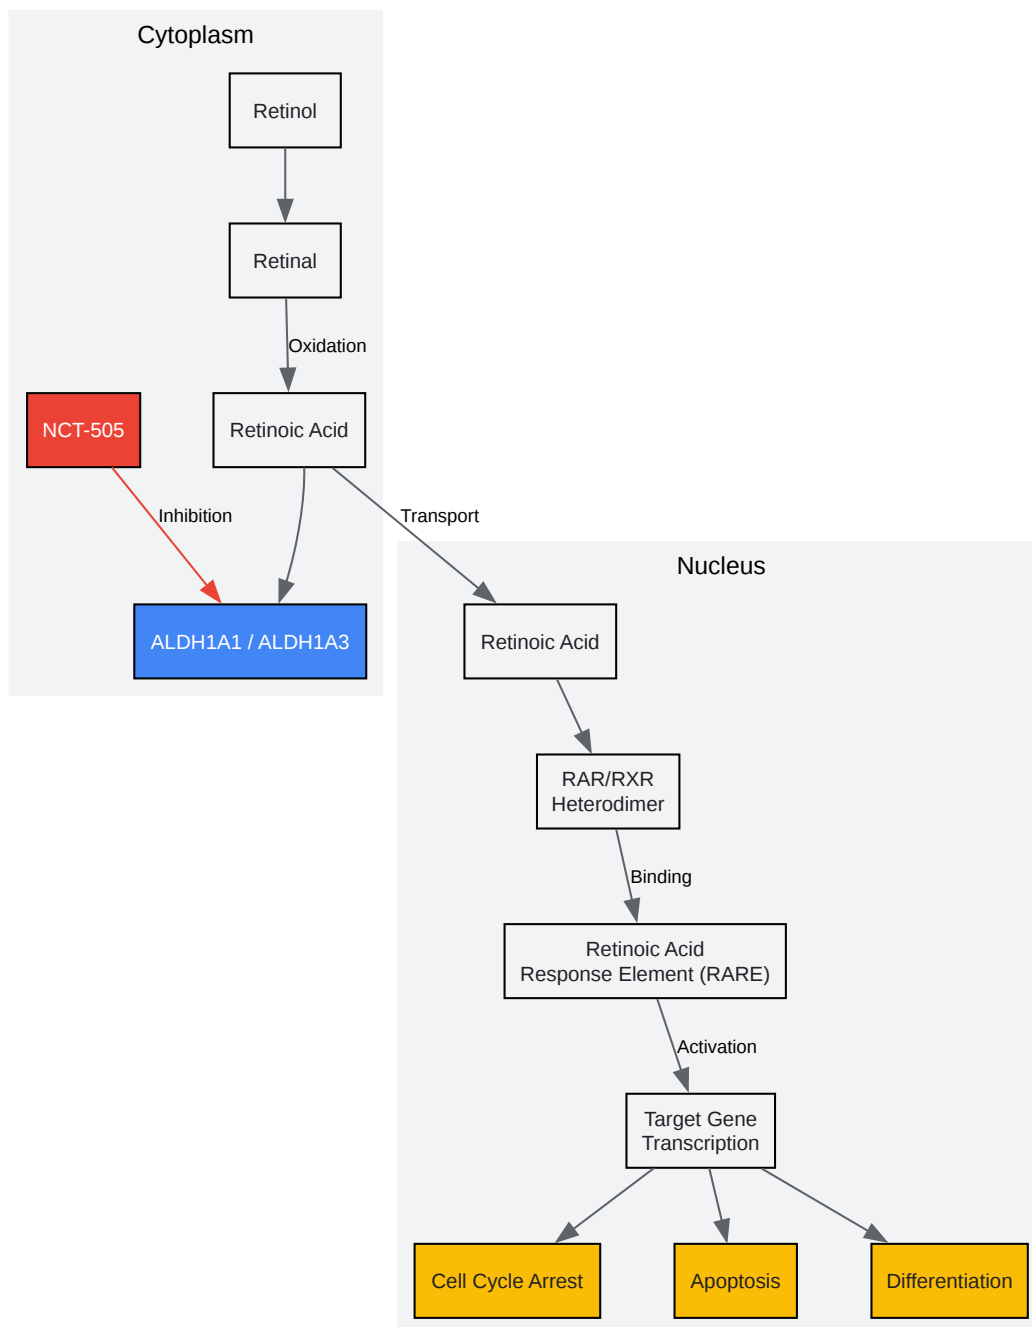 Cytoplasm
Retinol
Retinal
Oxidation
NCT-505
Retinoic Acid
Inhibition
Transport
ALDH1A1 / ALDH1A3
Nucleus
Retinoic Acid
RAR/RXR
Heterodimer
Binding
Retinoic Acid
Response Element (RARE)
Activation
Target Gene
Transcription
Cell Cycle Arrest
Apoptosis
Differentiation